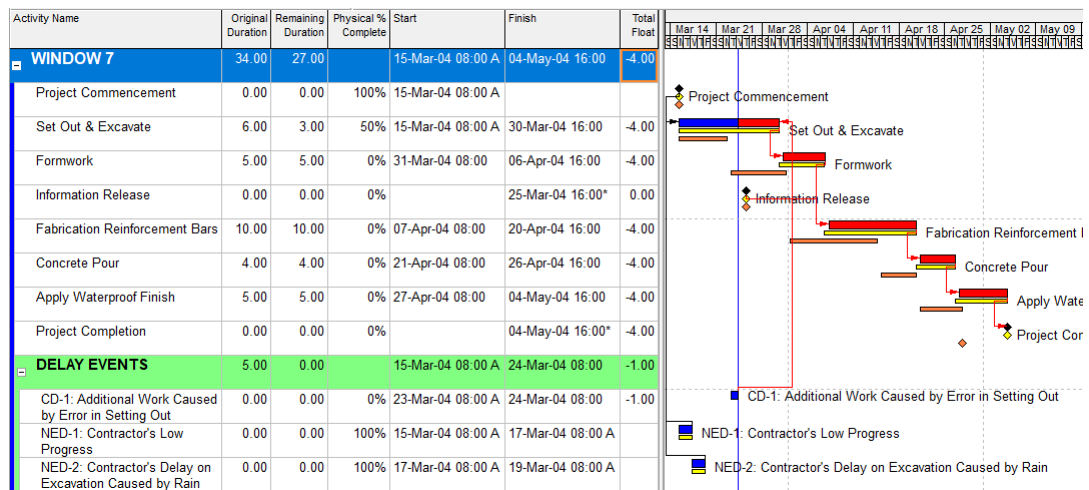 Activity Name Original Duration Remaining Duration Physical % Complete Start Finish Total Float
Mar 14 Mar 21 Mar 28 Apr 04 Apr 11 Apr 18 Apr 25 May 02 May 09
WINDOW 7 34.00 27.00 15-Mar-04 08:00 A 04-May-04 16:00 -4.00
Project Commencement 0.00 0.00 100% 15-Mar-04 08:00 A
Project Commencement
Set Out & Excavate 6.00 3.00 50% 15-Mar-04 08:00 A 30-Mar-04 16:00 -4.00
Set Out & Excavate
Formwork 5.00 5.00 0% 31-Mar-04 08:00 06-Apr-04 16:00 -4.00
Formwork
Information Release 0.00 0.00 0% 25-Mar-04 16:00* 0.00
Information Release
Fabrication Reinforcement Bars 10.00 10.00 0% 07-Apr-04 08:00 20-Apr-04 16:00 -4.00
Fabrication Reinforcement
Concrete Pour 4.00 4.00 0% 21-Apr-04 08:00 26-Apr-04 16:00 -4.00
Concrete Pour
Apply Waterproof Finish 5.00 5.00 0% 27-Apr-04 08:00 04-May-04 16:00 -4.00
Apply Wate
Project Completion 0.00 0.00 0% 04-May-04 16:00* -4.00
Project Con
DELAY EVENTS 5.00 0.00 15-Mar-04 08:00 A 24-Mar-04 08:00 -1.00
CD-1: Additional Work Caused by Error in Setting Out 0.00 0.00 0% 23-Mar-04 08:00 A 24-Mar-04 08:00 -1.00
CD-1: Additional Work Caused by Error in Setting Out
NED-1: Contractor's Low Progress 0.00 0.00 100% 15-Mar-04 08:00 A 17-Mar-04 08:00 A
NED-1: Contractor's Low Progress
NED-2: Contractor's Delay on Excavation Caused by Rain 0.00 0.00 100% 17-Mar-04 08:00 A 19-Mar-04 08:00 A
NED-2: Contractor's Delay on Excavation Caused by Rain